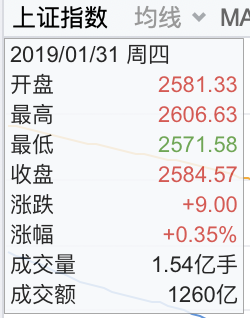 上证指数 均线 MA
2019/01/31 周四
开盘 2581.33
最高 2606.63
最低 2571.58
收盘 2584.57
涨跌 +9.00
涨幅 +0.35%
成交量 1.54亿手
成交额 1260亿